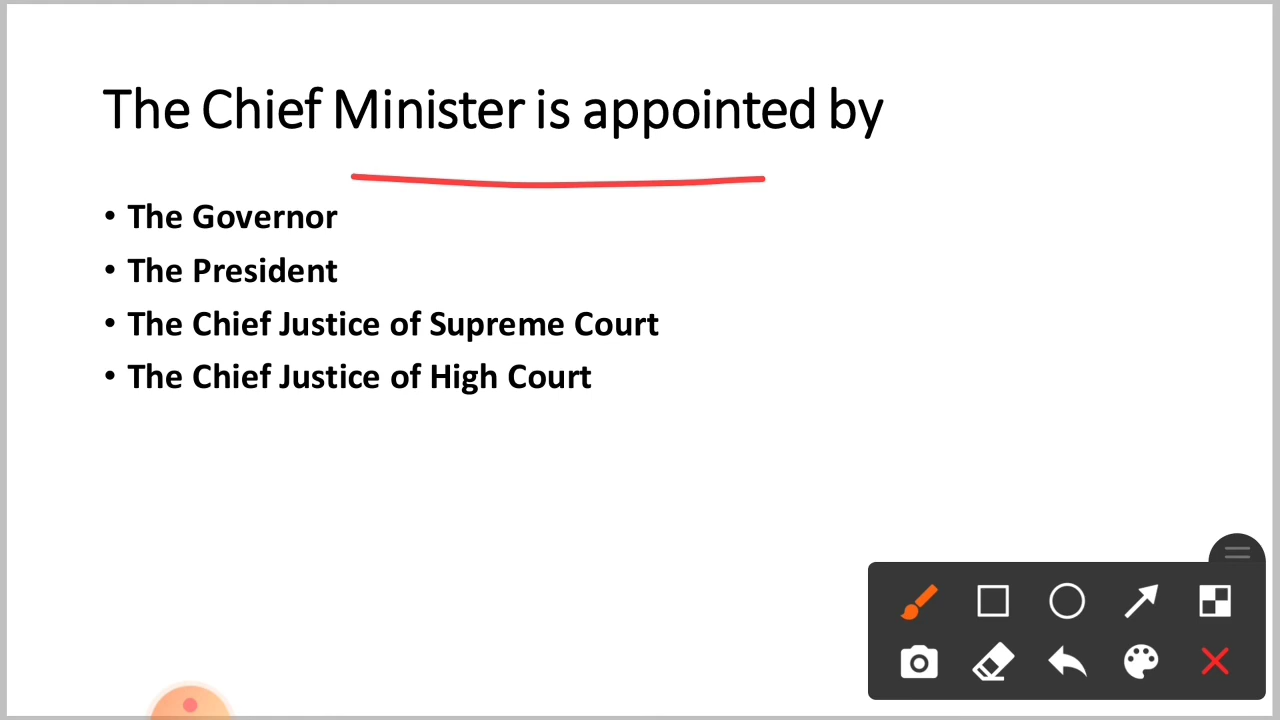 The Chief Minister is appointed by
• The Governor
• The President
• The Chief Justice of Supreme Court
• The Chief Justice of High Court